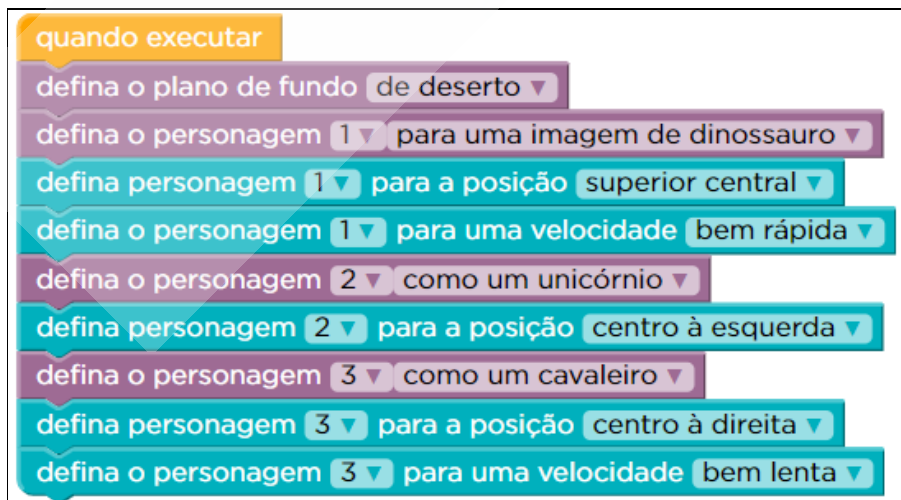 quando executar
defina o plano de fundo de deserto ▼
defina o personagem 1 ▼ para uma imagem de dinossauro ▼
defina personagem 1 ▼ para a posição superior central ▼
defina o personagem 1 ▼ para uma velocidade bem rápida ▼
defina o personagem 2 ▼ como um unicórnio ▼
defina personagem 2 ▼ para a posição centro à esquerda ▼
defina o personagem 3 ▼ como um cavaleiro ▼
defina personagem 3 ▼ para a posição centro à direita ▼
defina o personagem 3 ▼ para uma velocidade bem lenta ▼